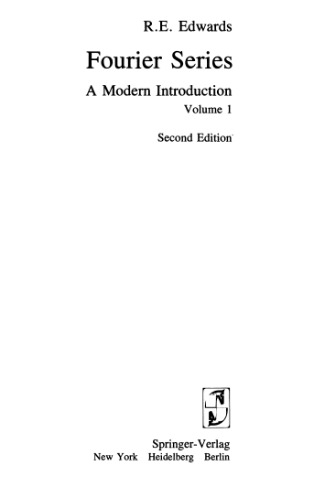 R.E. Edwards
Fourier Series
A Modern Introduction
Volume 1
Second Edition
Springer-Verlag
New York Heidelberg Berlin